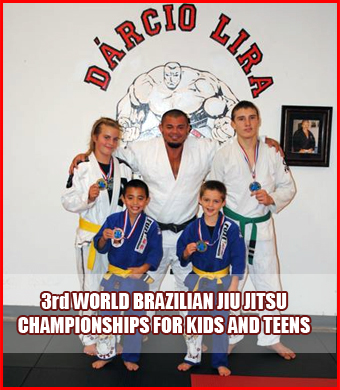 DÁRCIO LIRA
3rd WORLD BRAZILIAN JIU JITSU
CHAMPIONSHIPS FOR KIDS AND TEENS